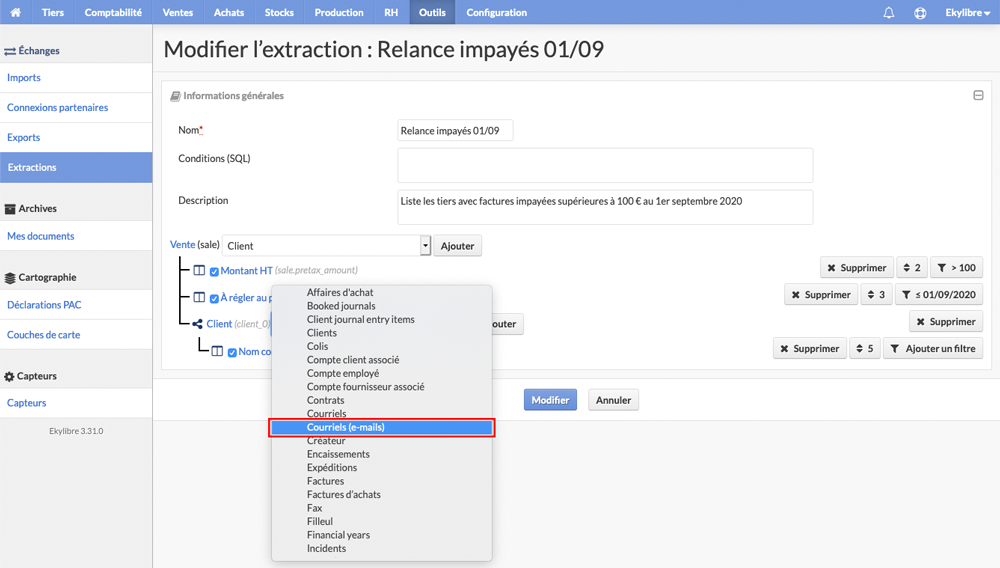 Tiers Comptabilité Ventes Achats Stocks Production RH Outils Configuration Ekylibre
Échanges
Imports
Connexions partenaires
Exports
Extractions
Archives
Mes documents
Cartographie
Déclarations PAC
Couches de carte
Capteurs
Capteurs
Ekylibre 3.31.0
Modifier l'extraction : Relance impayés 01/09
Informations générales
Nom* Relance impayés 01/09
Conditions (SQL)
Description Liste les tiers avec factures impayées supérieures à 100 € au 1er septembre 2020
Vente (sale) Client Ajouter
Montant HT (sale.pretax_amount) Supprimer 2 > 100
À régler au Supprimer 3 ≤ 01/09/2020
Client (client_0) outer Supprimer
Nom co Supprimer 5 Ajouter un filtre
Affaires d'achat
Booked journals
Client journal entry items
Clients
Colis
Compte client associé
Compte employé
Compte fournisseur associé
Contrats
Courriels
Courriels (e-mails)
Créateur
Encaissements
Expéditions
Factures
Factures d'achats
Fax
Filleul
Financial years
Incidents
Modifier Annuler